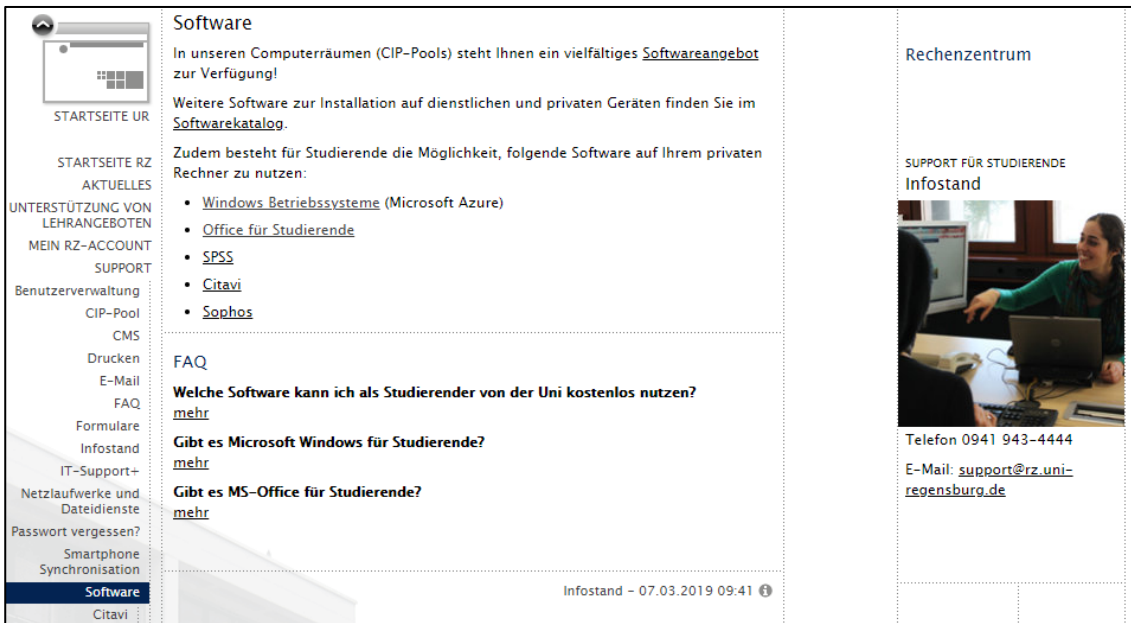 STARTSEITE UR
STARTSEITE RZ
AKTUELLES
UNTERSTÜTZUNG VON
LEHRANGEBOTEN
MEIN RZ-ACCOUNT
SUPPORT
Benutzerverwaltung
CIP-Pool
CMS
Drucken
E-Mail
FAQ
Formulare
Infostand
IT-Support+
Netzlaufwerke und
Dateidienste
Passwort vergessen?
Smartphone
Synchronisation
Software
Citavi
Software
In unseren Computerräumen (CIP-Pools) steht Ihnen ein vielfältiges Softwareangebot
zur Verfügung!
Weitere Software zur Installation auf dienstlichen und privaten Geräten finden Sie im
Softwarekatalog.
Zudem besteht für Studierende die Möglichkeit, folgende Software auf Ihrem privaten
Rechner zu nutzen:
• Windows Betriebssysteme (Microsoft Azure)
• Office für Studierende
• SPSS
• Citavi
• Sophos
FAQ
Welche Software kann ich als Studierender von der Uni kostenlos nutzen?
mehr
Gibt es Microsoft Windows für Studierende?
mehr
Gibt es MS-Office für Studierende?
mehr
Infostand - 07.03.2019 09:41
Rechenzentrum
SUPPORT FÜR STUDIERENDE
Infostand
Telefon 0941 943-4444
E-Mail: support@rz.uni-
regensburg.de